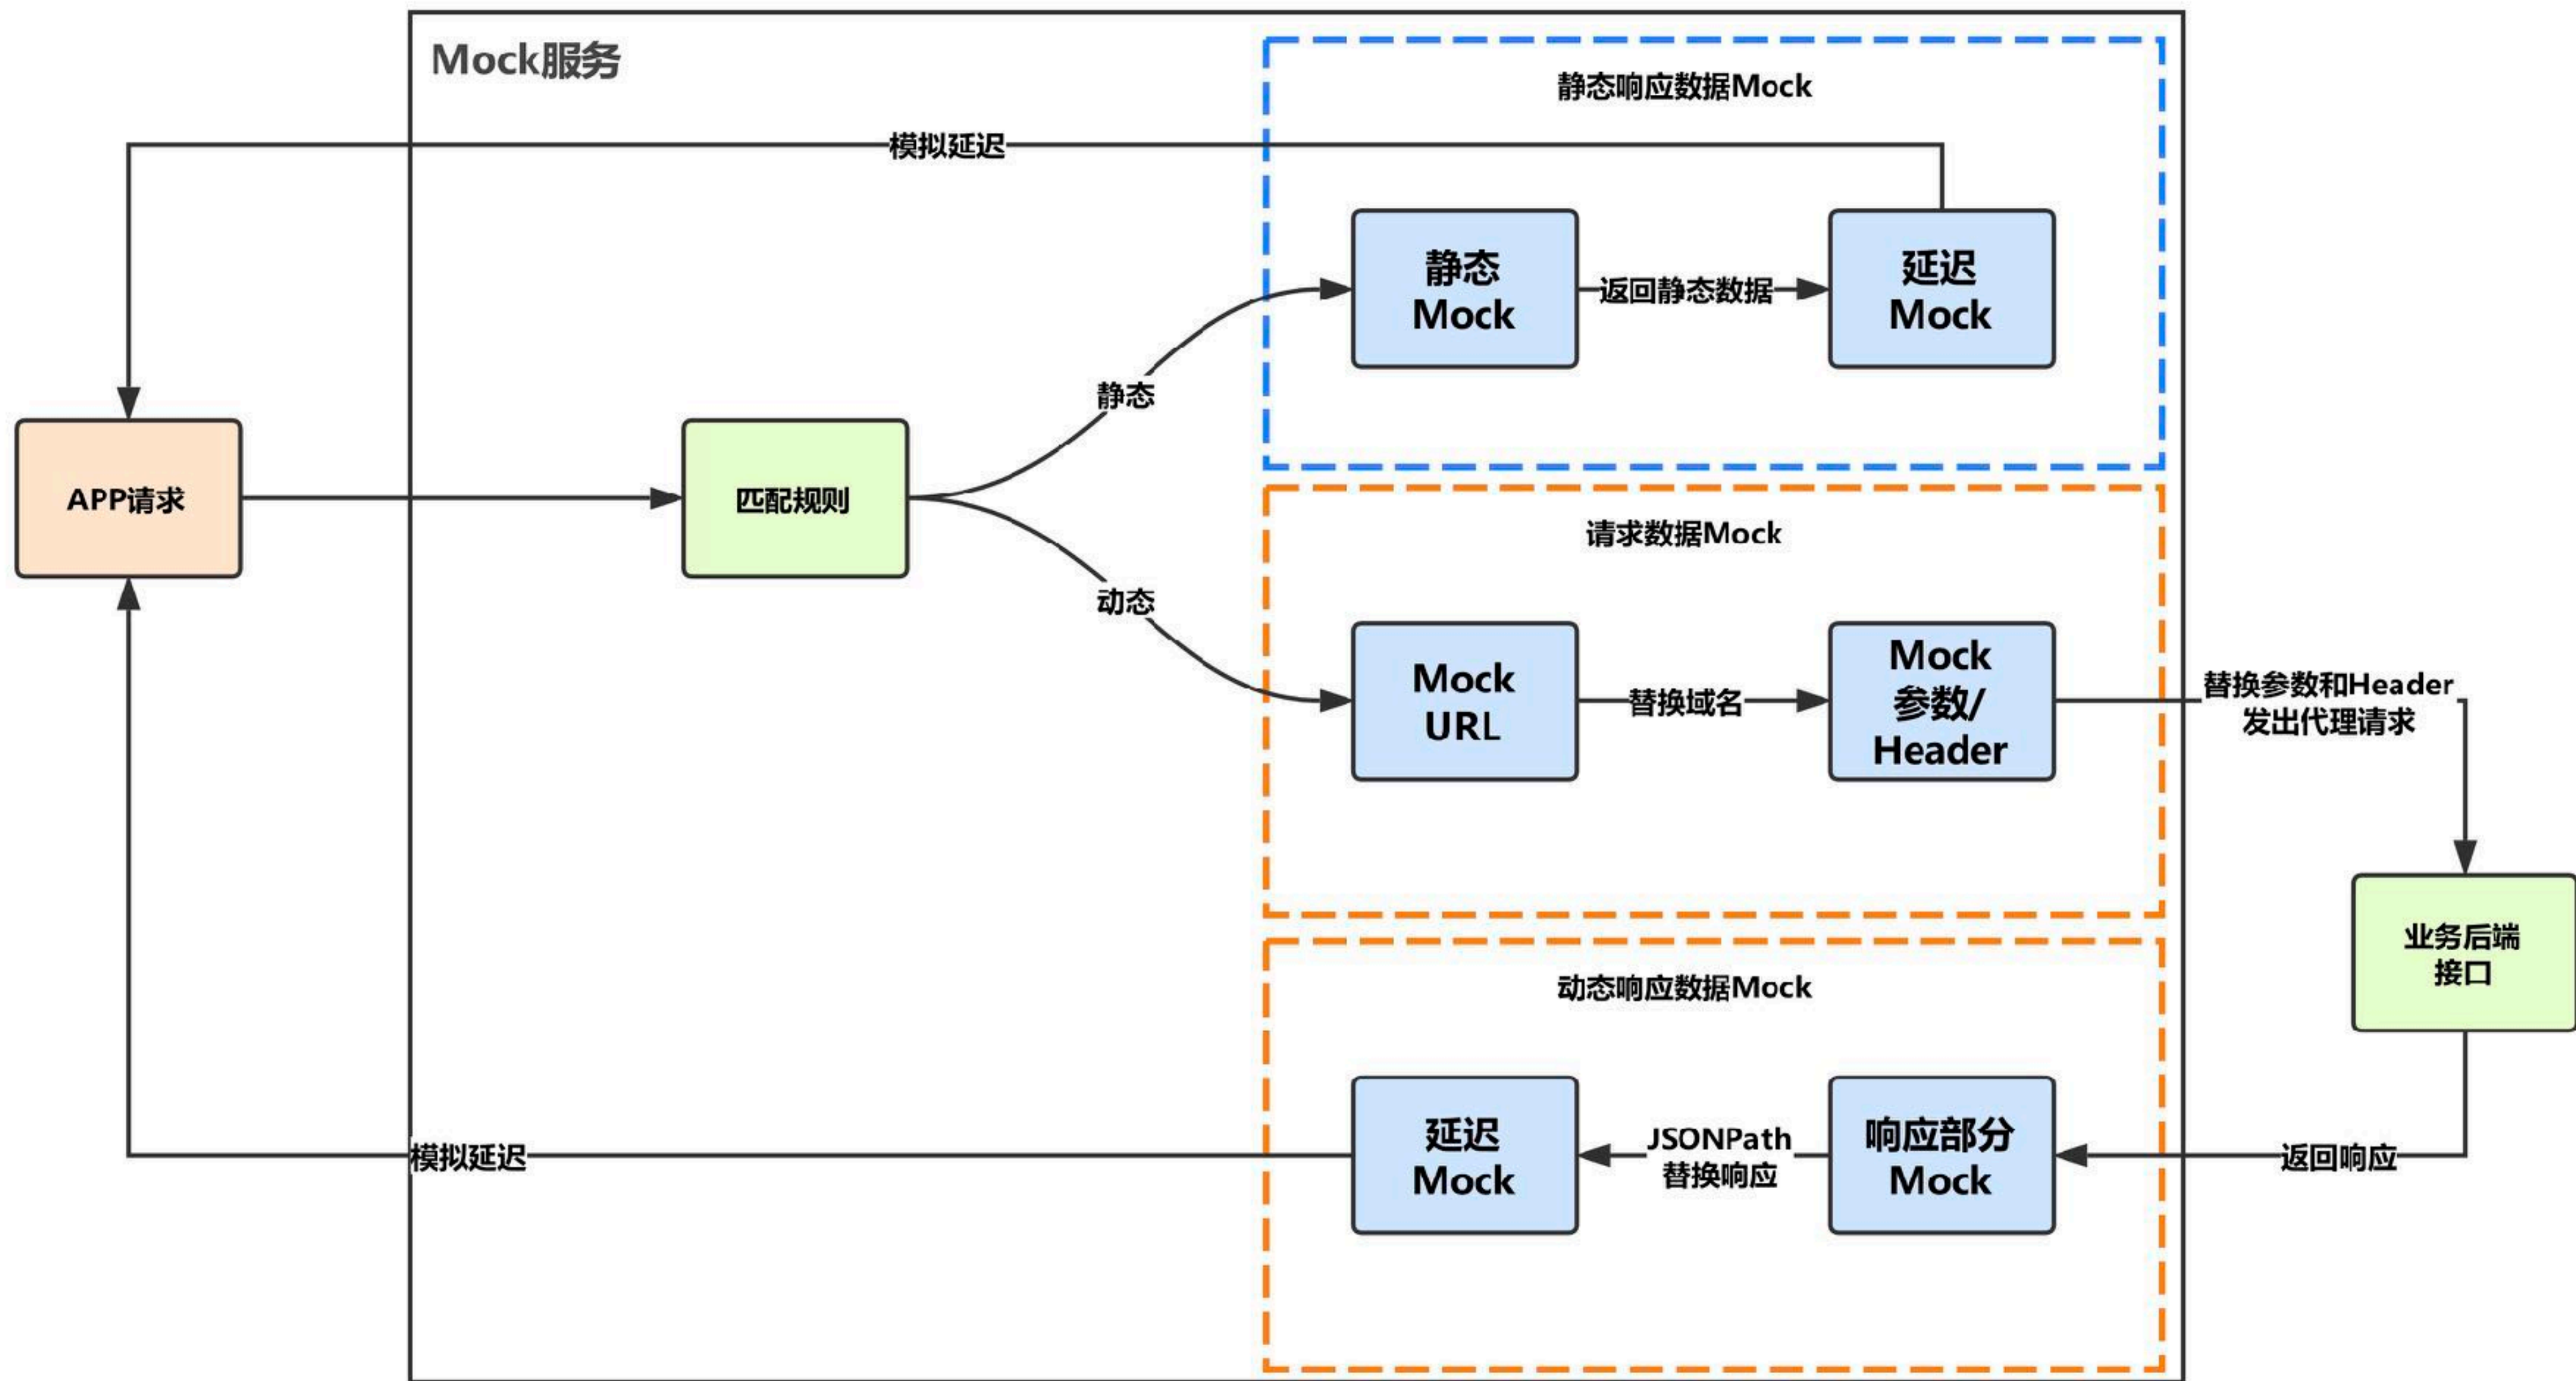 Mock服务
静态响应数据Mock
模拟延迟
静态
Mock
返回静态数据
延迟
Mock
静态
APP请求
匹配规则
请求数据Mock
动态
Mock
URL
替换域名
Mock
参数/
Header
替换参数和Header
发出代理请求
业务后端
接口
动态响应数据Mock
模拟延迟
延迟
Mock
JSONPath
替换响应
响应部分
Mock
返回响应